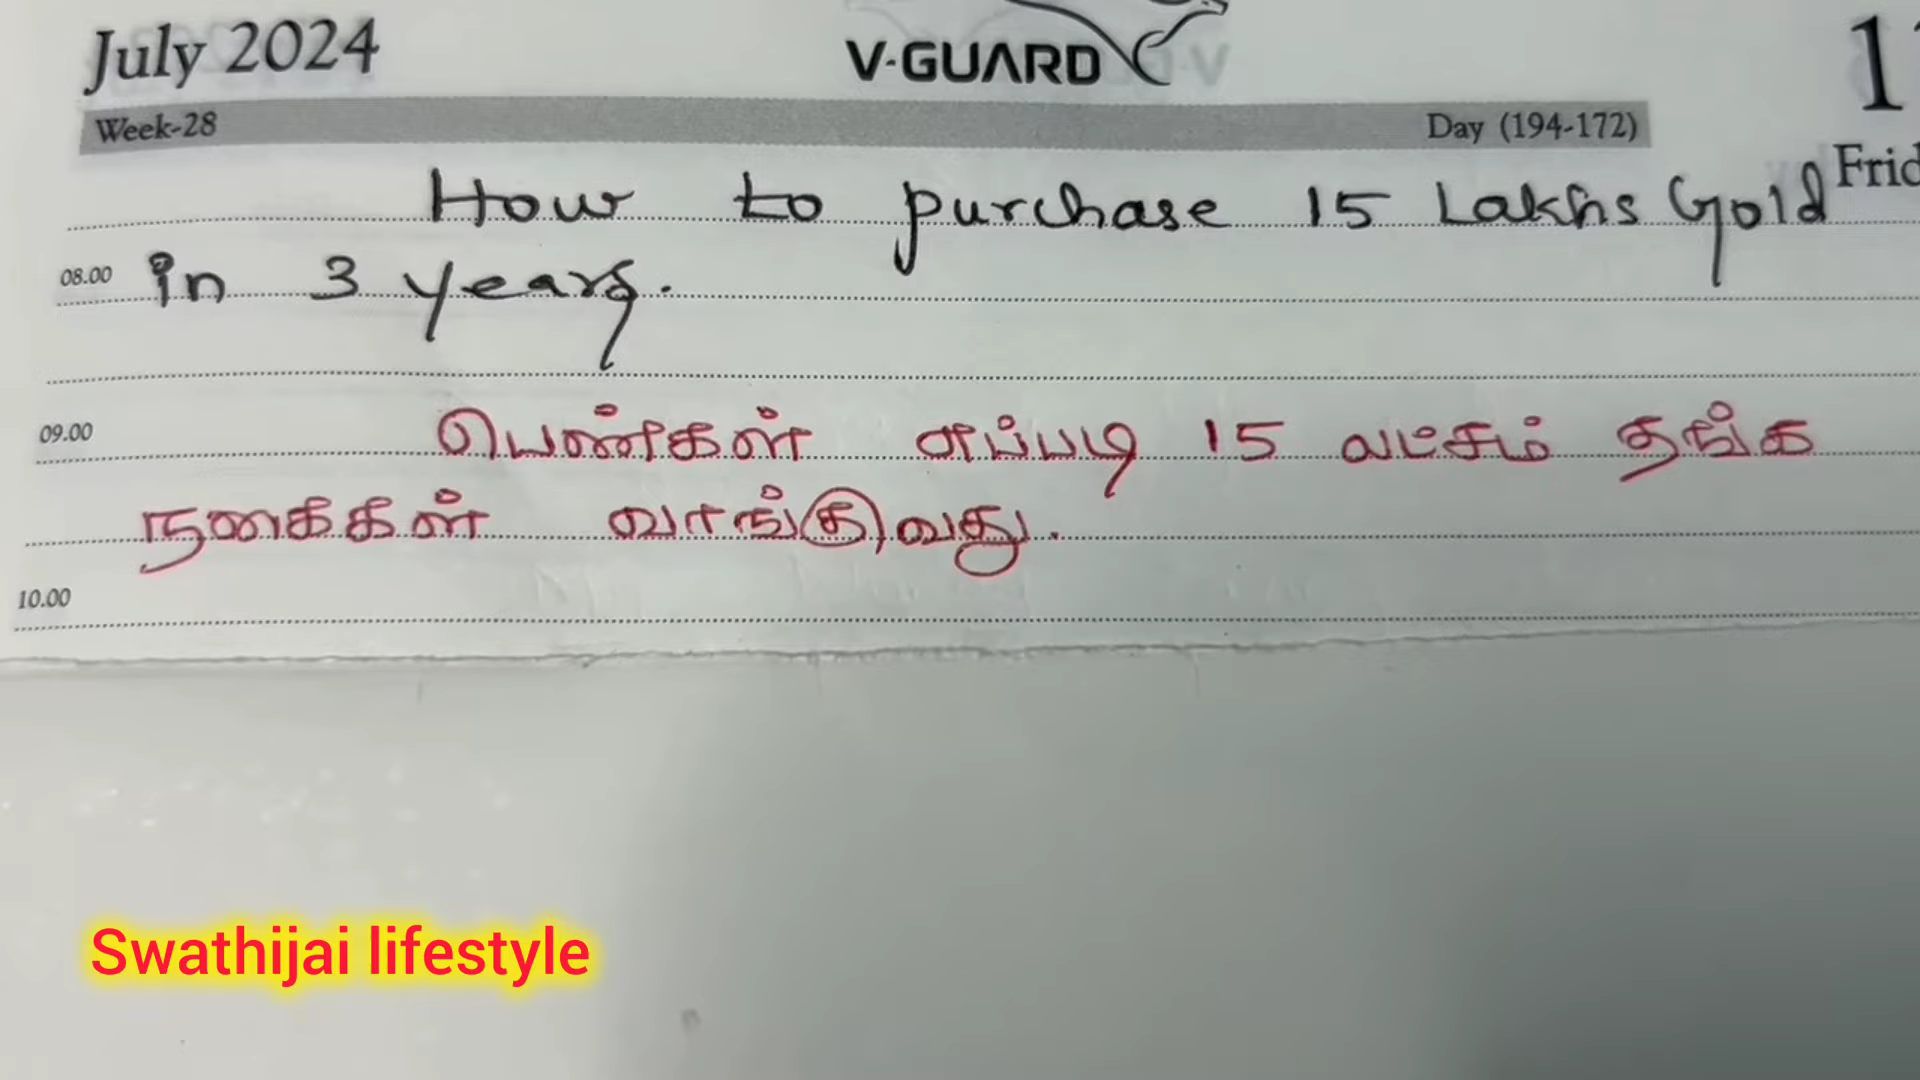 July 2024
V-GUARD
Week-28
Day (194-172)
How to purchase 15 Lakhs Gold
08.00 in 3 years.
09.00 பெண்கள் எப்படி 15 லட்சம் தங்க
நகைகள் வாங்குவது.
10.00
Swathijai lifestyle